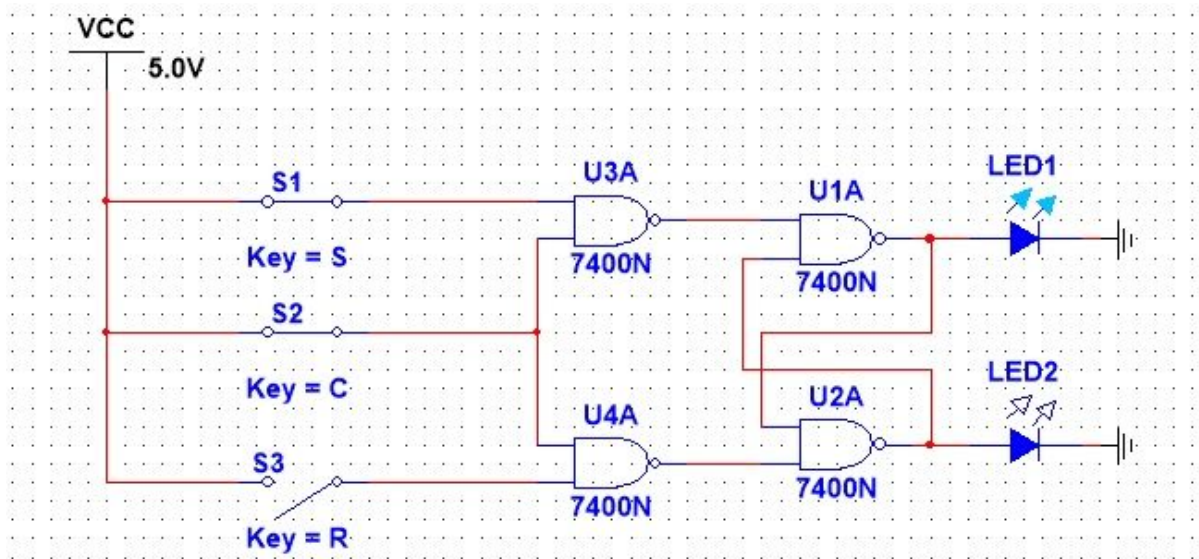 VCC
5.0V
S1
Key = S
U3A
7400N
U1A
7400N
LED1
S2
Key = C
U4A
7400N
U2A
7400N
LED2
S3
Key = R